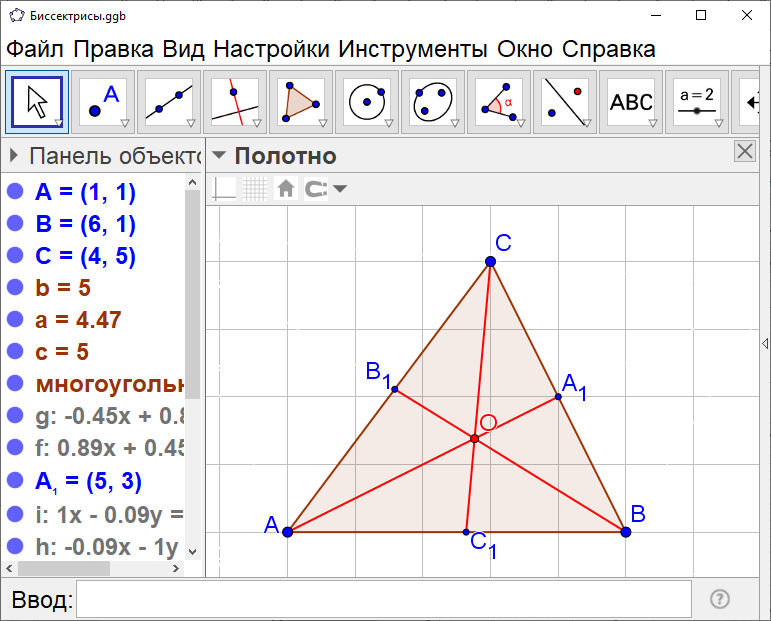 Биссектрисы.ggb
Файл Правка Вид Настройки Инструменты Окно Справка
A α ABC a=2
Панель объекто
Полотно
A = (1, 1)
B = (6, 1)
C = (4, 5)
b = 5
a = 4.47
c = 5
многоугольн
g: -0.45x + 0.8
f: 0.89x + 0.45
A₁ = (5, 3)
i: 1x - 0.09y =
h: -0.09x - 1y
C
B₁
A₁
O
A
B
C₁
Ввод:
?